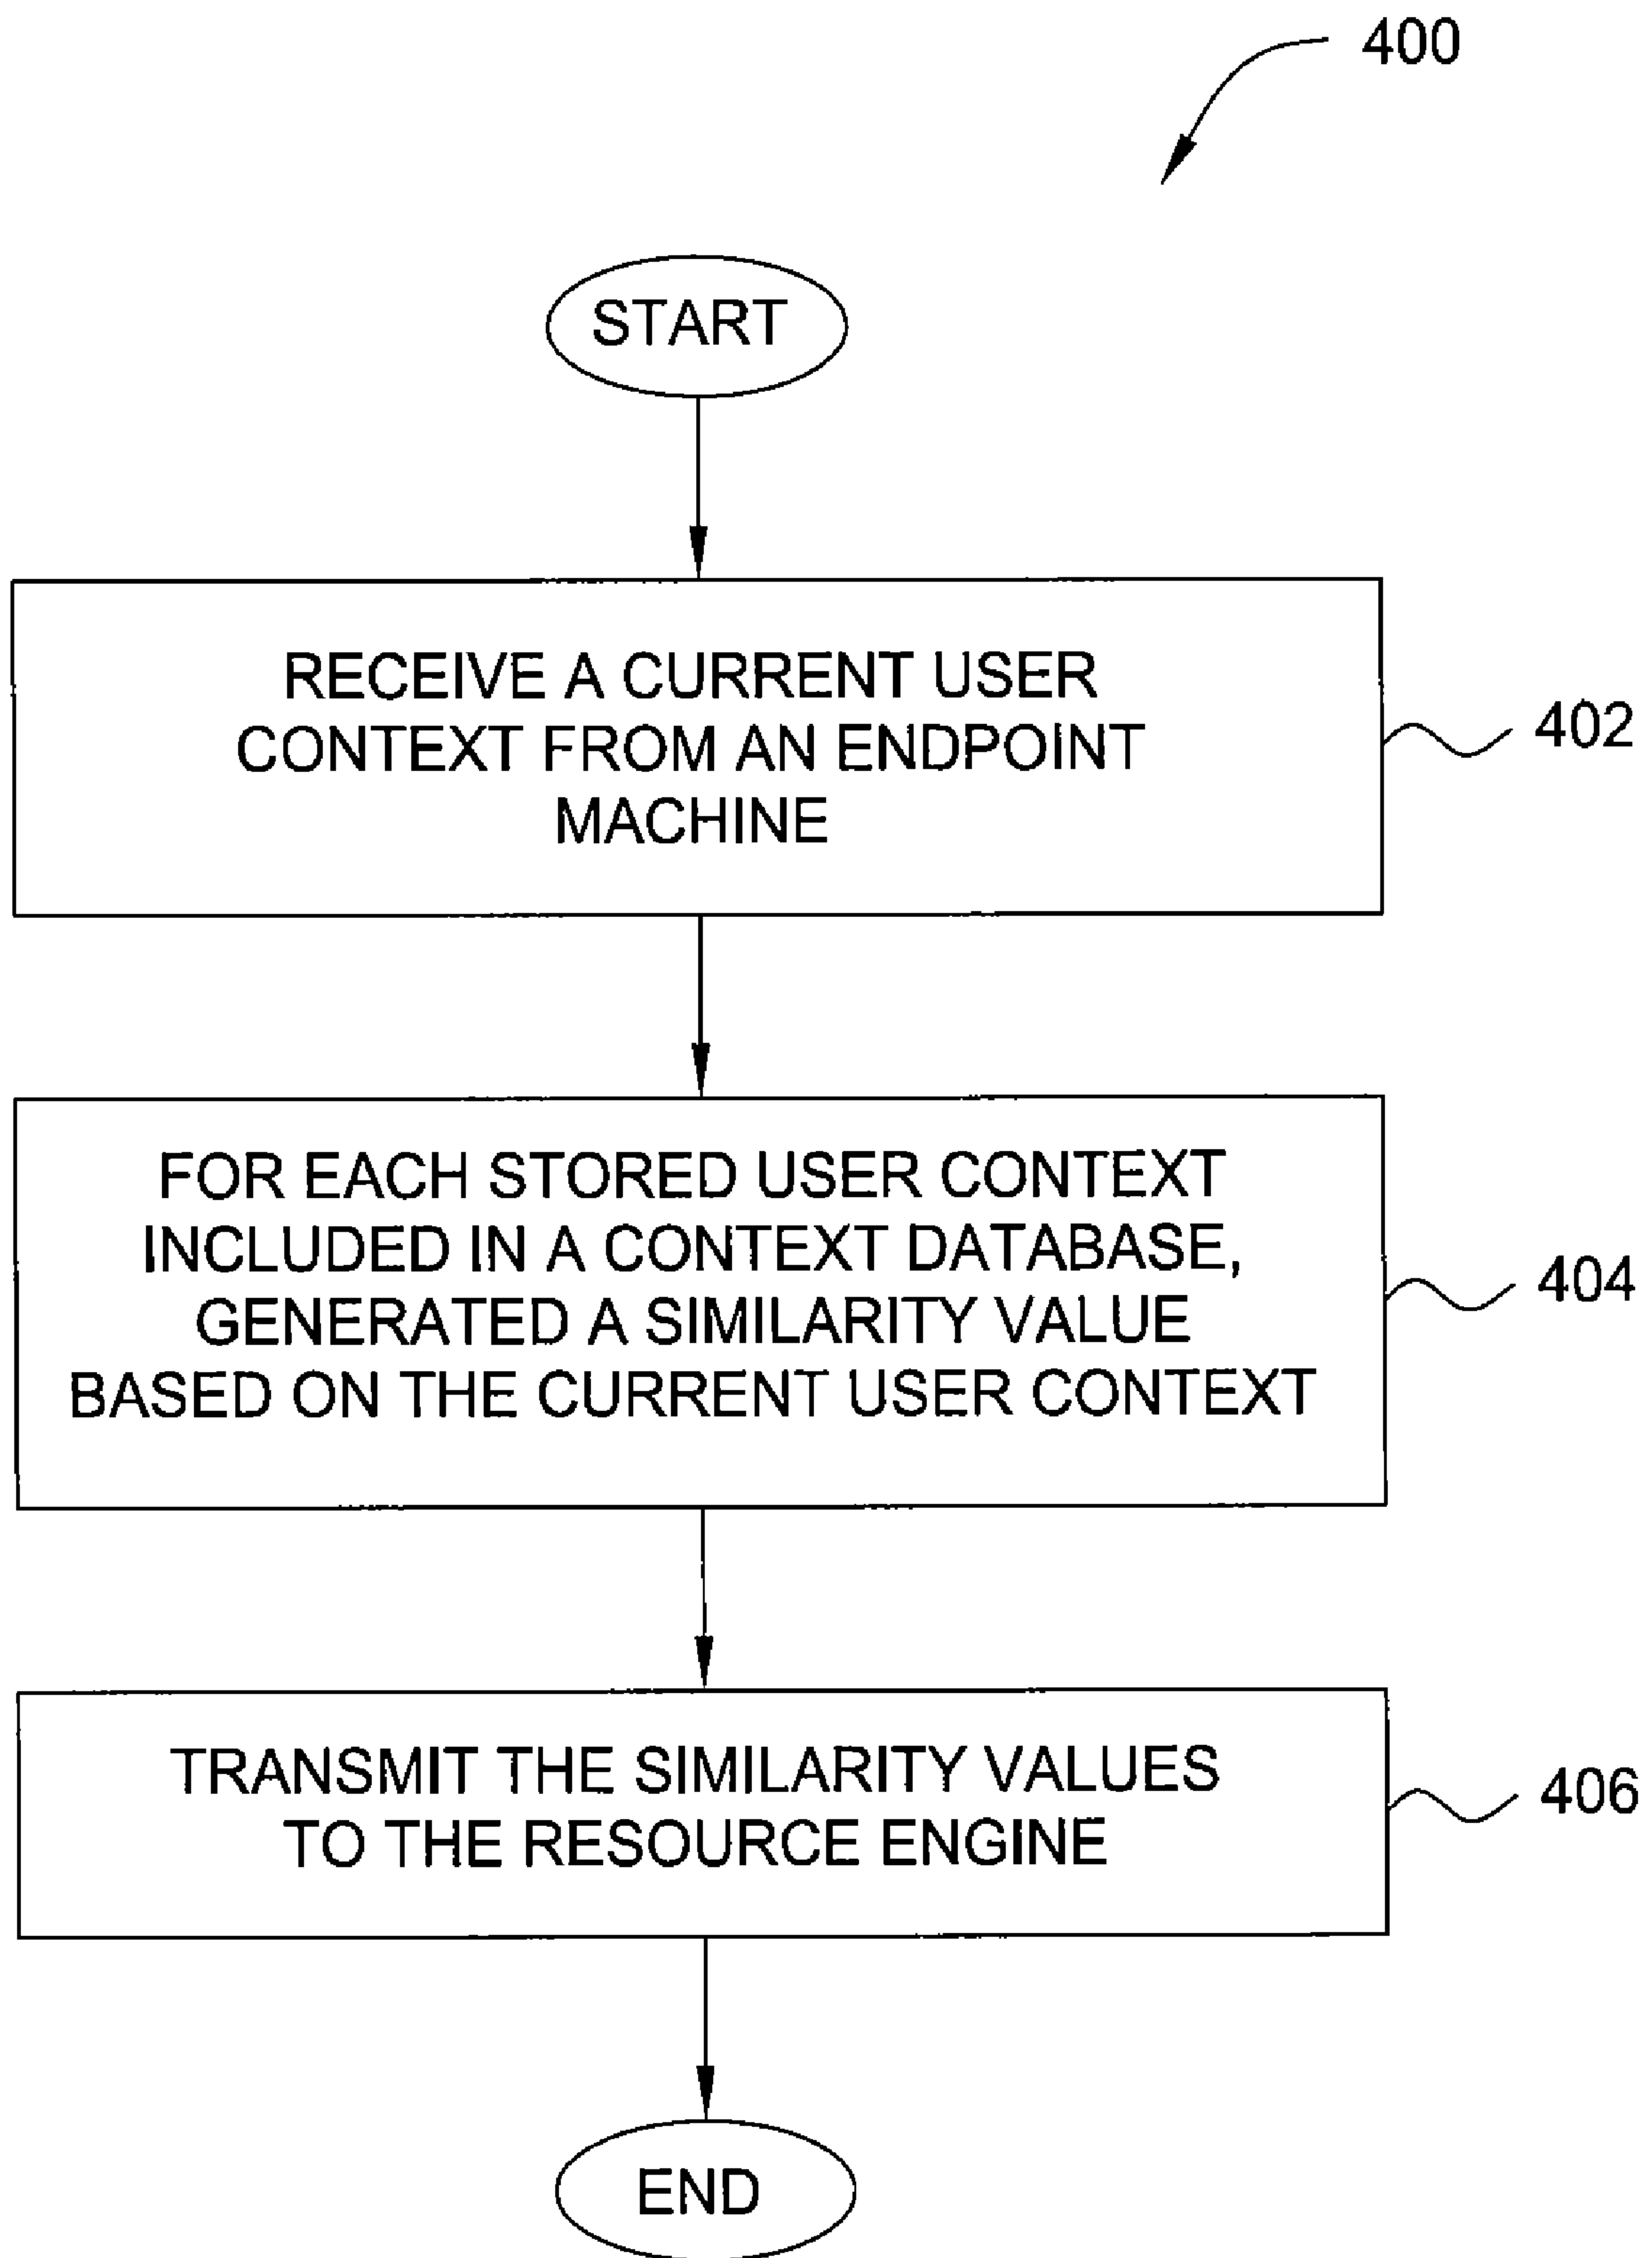 400
START
RECEIVE A CURRENT USER
CONTEXT FROM AN ENDPOINT
MACHINE
402
FOR EACH STORED USER CONTEXT
INCLUDED IN A CONTEXT DATABASE,
GENERATED A SIMILARITY VALUE
BASED ON THE CURRENT USER CONTEXT
404
TRANSMIT THE SIMILARITY VALUES
TO THE RESOURCE ENGINE
406
END